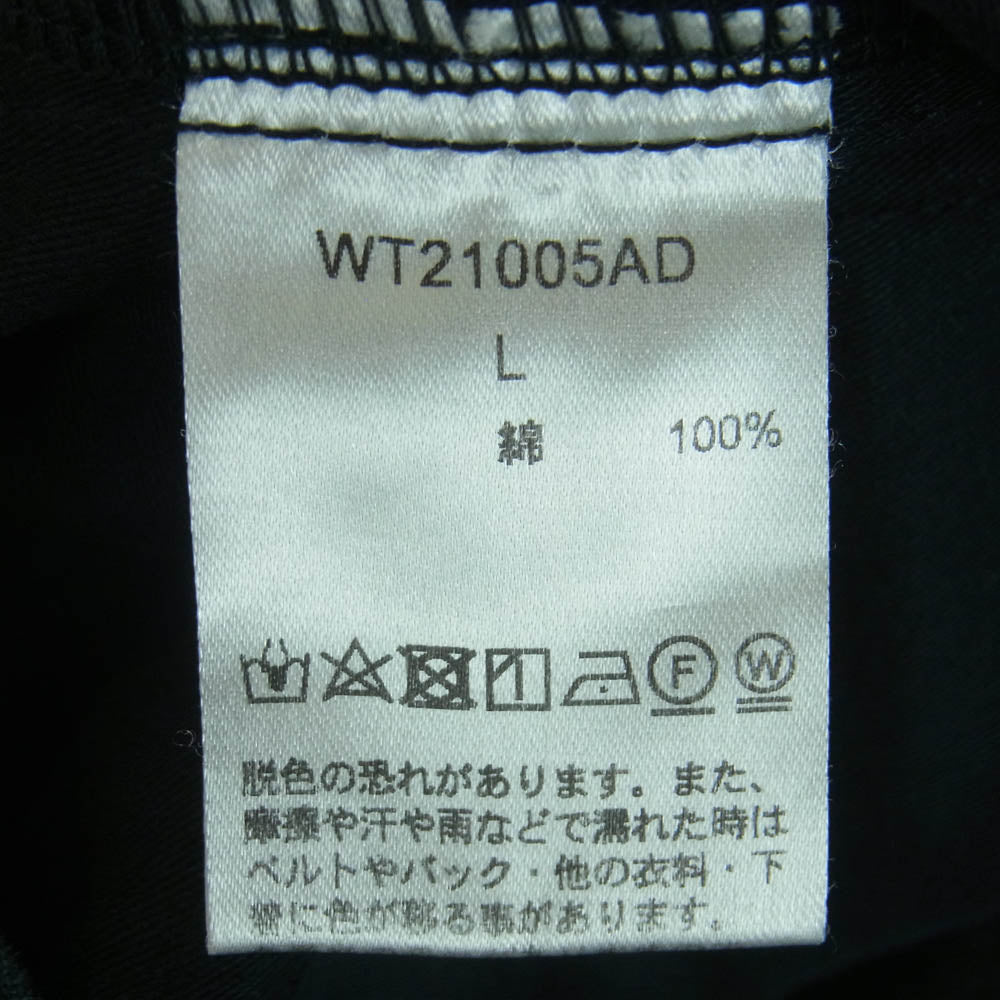 WT21005AD
L
綿 100%
F W
脱色の恐れがあります。また、
摩擦や汗や雨などで濡れた時は
ベルトやバック・他の衣料・下
着に色が移る事があります。